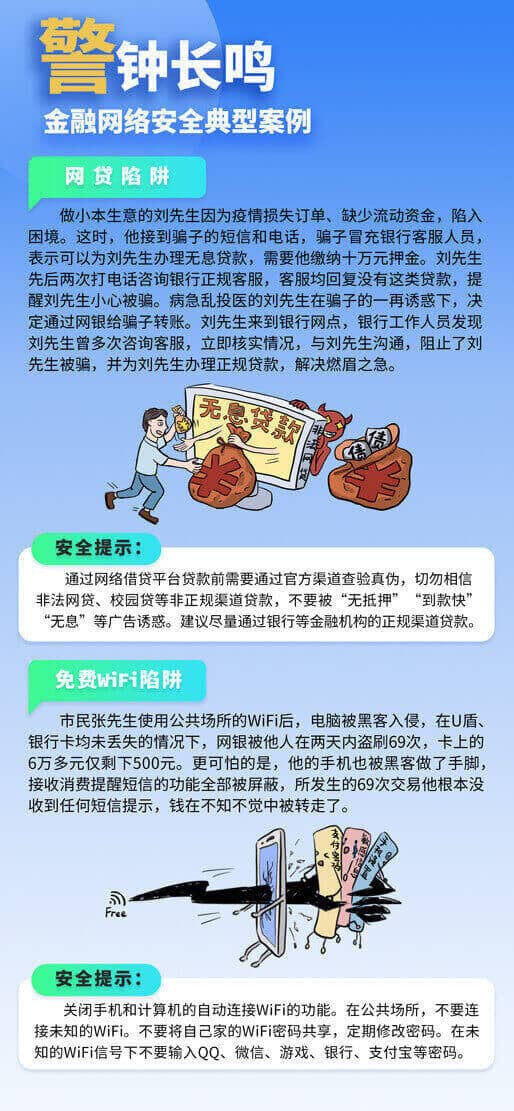 警钟长鸣
金融网络安全典型案例
网贷陷阱
做小本生意的刘先生因为疫情损失订单、缺少流动资金，陷入
困境。这时，他接到骗子的短信和电话，骗子冒充银行客服人员，
表示可以为刘先生办理无息贷款，需要他缴纳十万元押金。刘先生
先后两次打电话咨询银行正规客服，客服均回复没有这类贷款，提
醒刘先生小心被骗。病急乱投医的刘先生在骗子的一再诱惑下，决
定通过网银给骗子转账。刘先生来到银行网点，银行工作人员发现
刘先生曾多次咨询客服，立即核实情况，与刘先生沟通，阻止了刘
先生被骗，并为刘先生办理正规贷款，解决燃眉之急。
无息贷款
非法网贷
债
债
安全提示：
通过网络借贷平台贷款前需要通过官方渠道查验真伪，切勿相信
非法网贷、校园贷等非正规渠道贷款，不要被“无抵押”“到款快”
“无息”等广告诱惑。建议尽量通过银行等金融机构的正规渠道贷款。
免费WiFi陷阱
市民张先生使用公共场所的WiFi后，电脑被黑客入侵，在U盾、
银行卡均未丢失的情况下，网银被他人在两天内盗刷69次，卡上的
6万多元仅剩下500元。更可怕的是，他的手机也被黑客做了手脚，
接收消费提醒短信的功能全部被屏蔽，所发生的69次交易他根本没
收到任何短信提示，钱在不知不觉中被转走了。
Free
安全提示：
关闭手机和计算机的自动连接WiFi的功能。在公共场所，不要连
接未知的WiFi。不要将自己家的WiFi密码共享，定期修改密码。在未
知的WiFi信号下不要输入QQ、微信、游戏、银行、支付宝等密码。